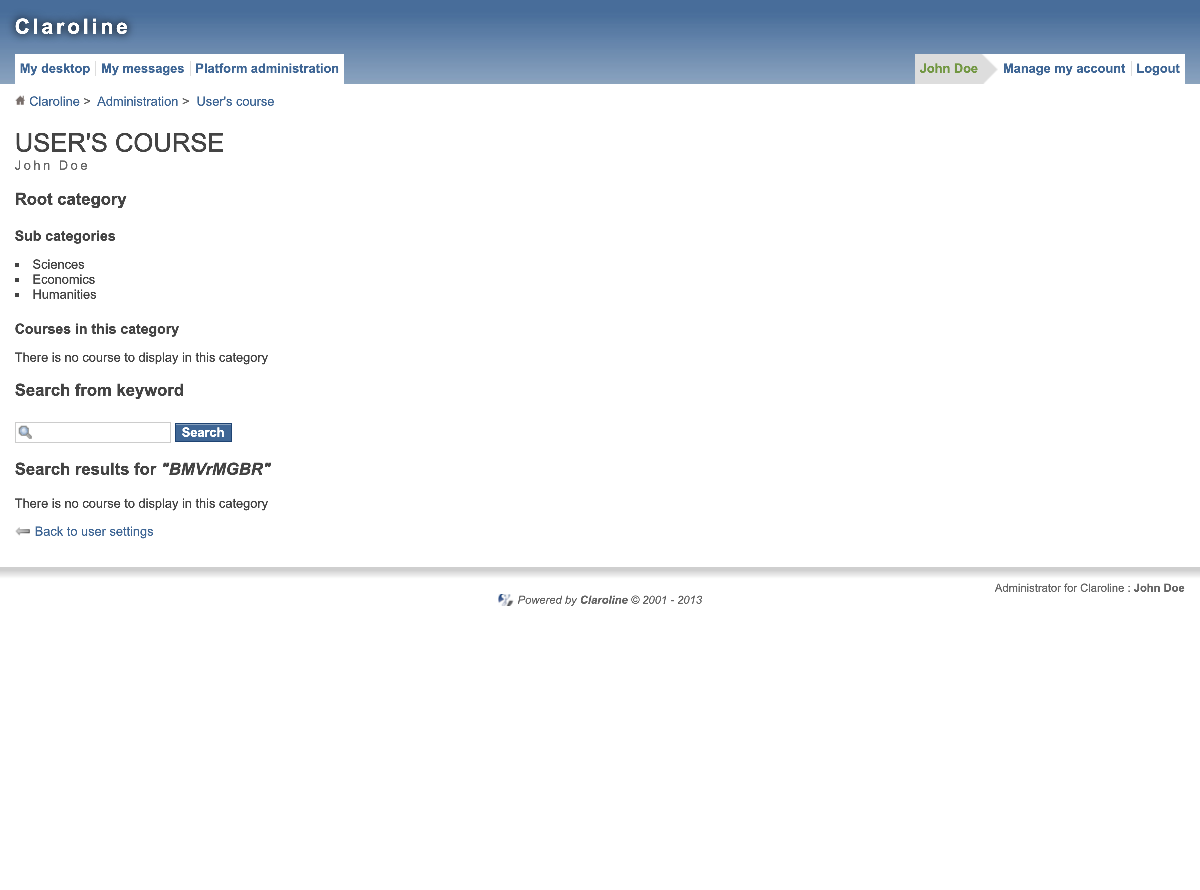 Claroline
My desktop My messages Platform administration John Doe Manage my account Logout
Claroline > Administration > User's course
USER'S COURSE
John Doe
Root category
Sub categories
Sciences
Economics
Humanities
Courses in this category
There is no course to display in this category
Search from keyword
Search
Search results for "BMVrMGBR"
There is no course to display in this category
Back to user settings
Administrator for Claroline : John Doe
Powered by Claroline © 2001 - 2013